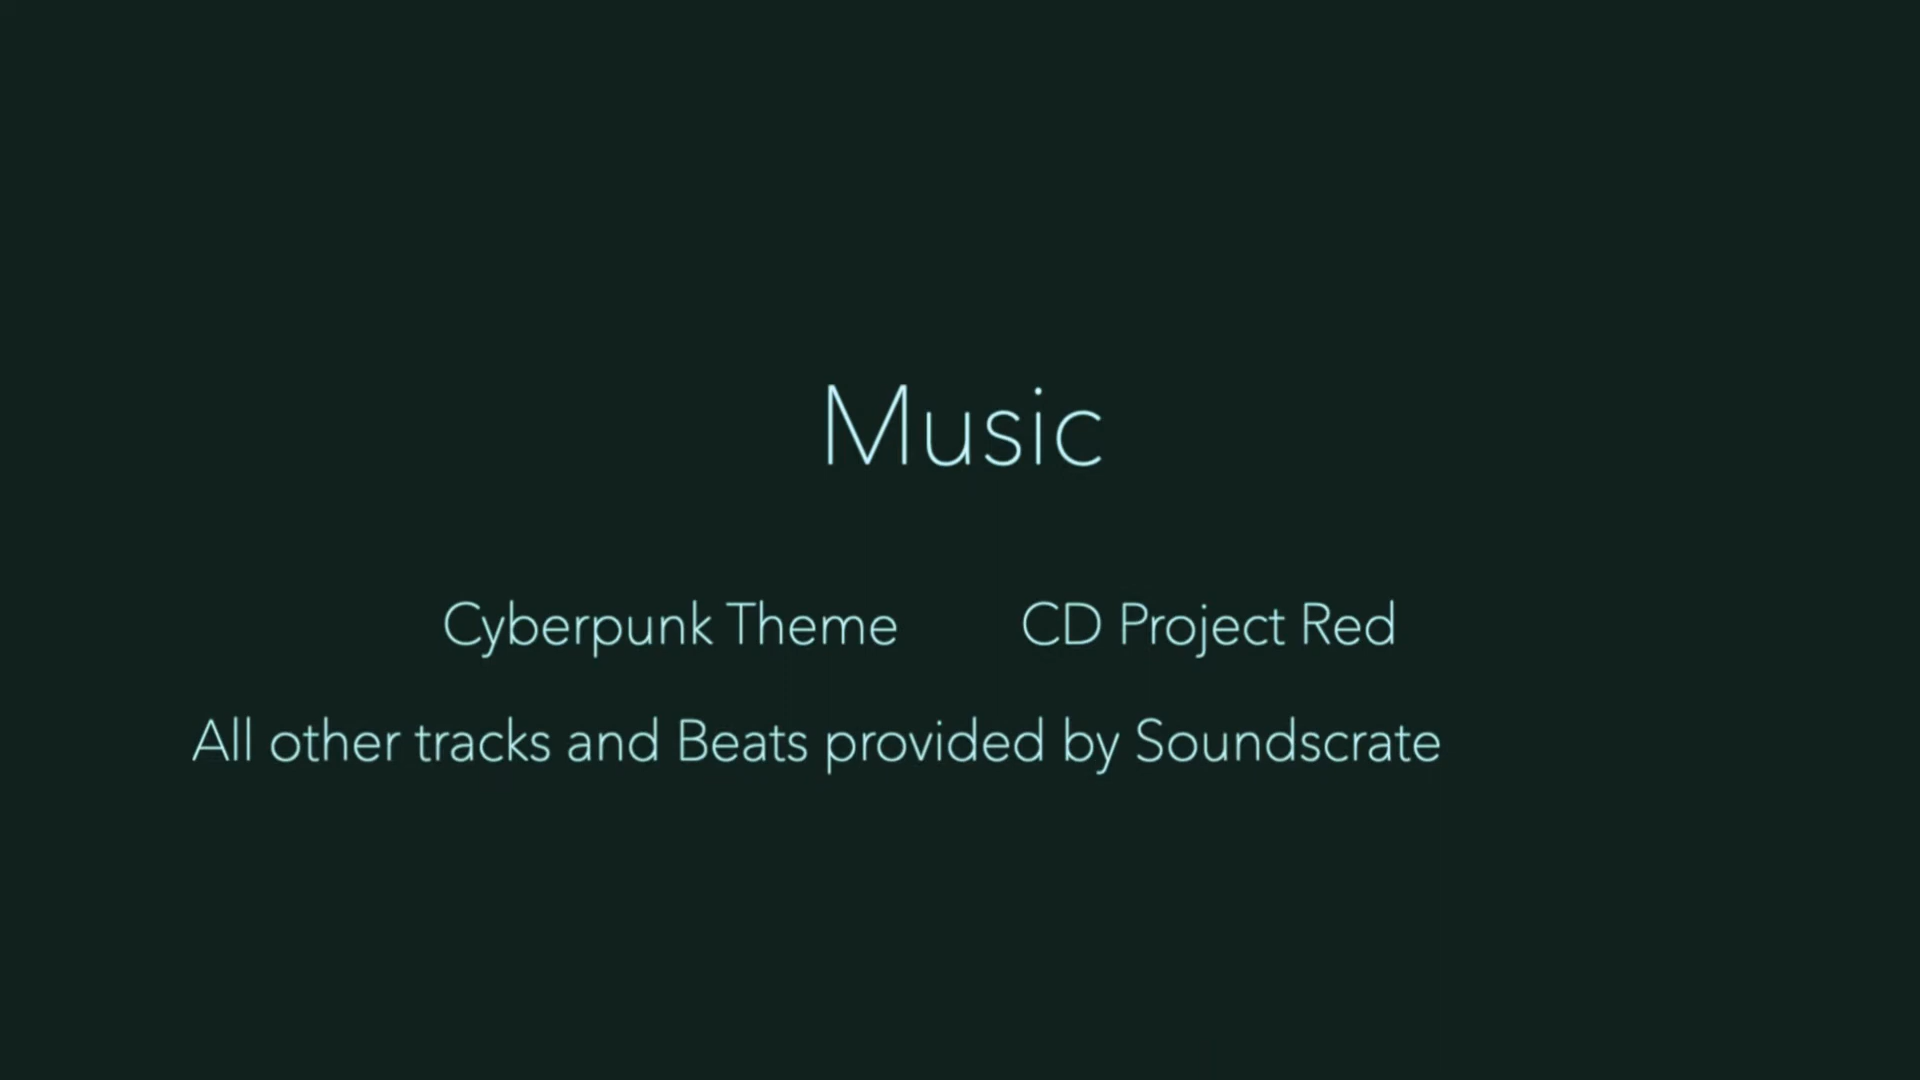 Music
Cyberpunk Theme CD Project Red
All other tracks and Beats provided by Soundscrate